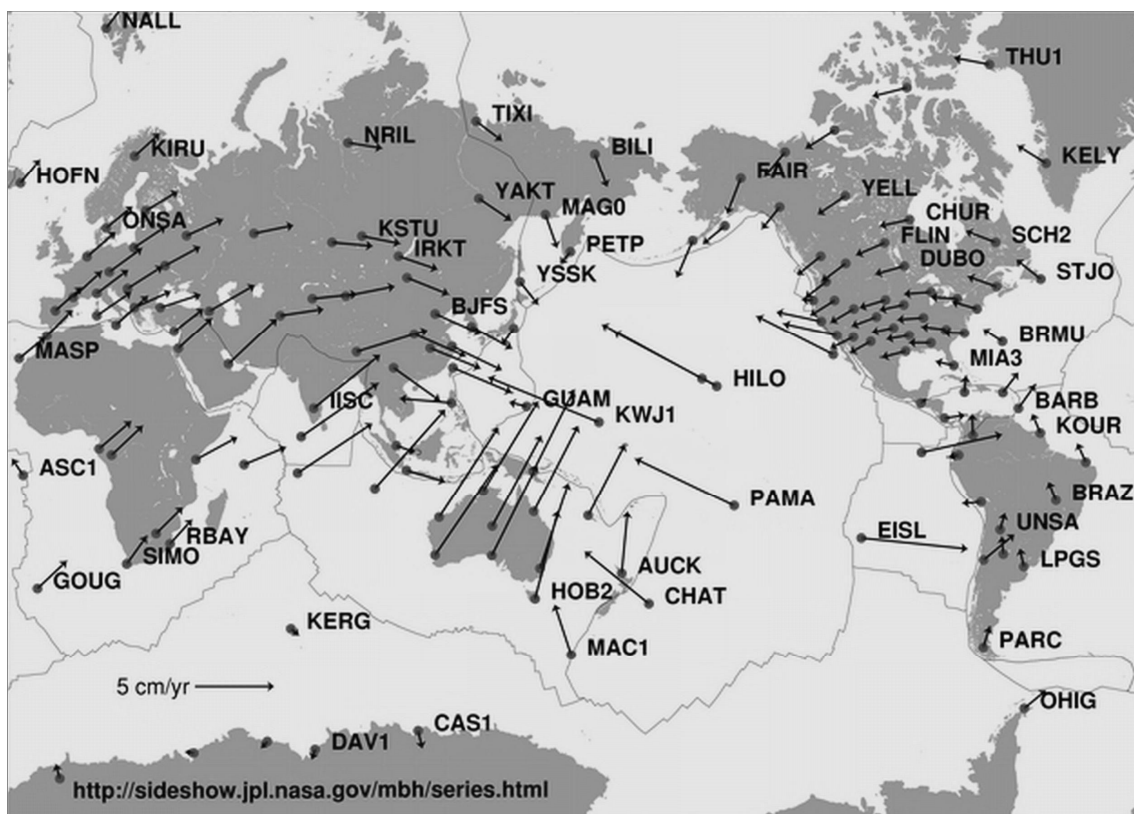 NALL
THU1
TIXI
NRIL
KIRU
BILI
KELY
HOFN
FAIR
YELL
YAKT
MAG0
ONSA
CHUR
KSTU
SCH2
FLIN
IRKT
PETP
DUBO
YSSK
STJO
BJFS
MASP
BRMU
MIA3
HILO
IISC
GUAM
BARB
KWJ1
KOUR
ASC1
PAMA
BRAZ
EISL
UNSA
RBAY
SIMO
LPGS
AUCK
GOUG
HOB2
CHAT
KERG
PARC
MAC1
5 cm/yr
OHIG
CAS1
DAV1
http://sideshow.jpl.nasa.gov/mbh/series.html